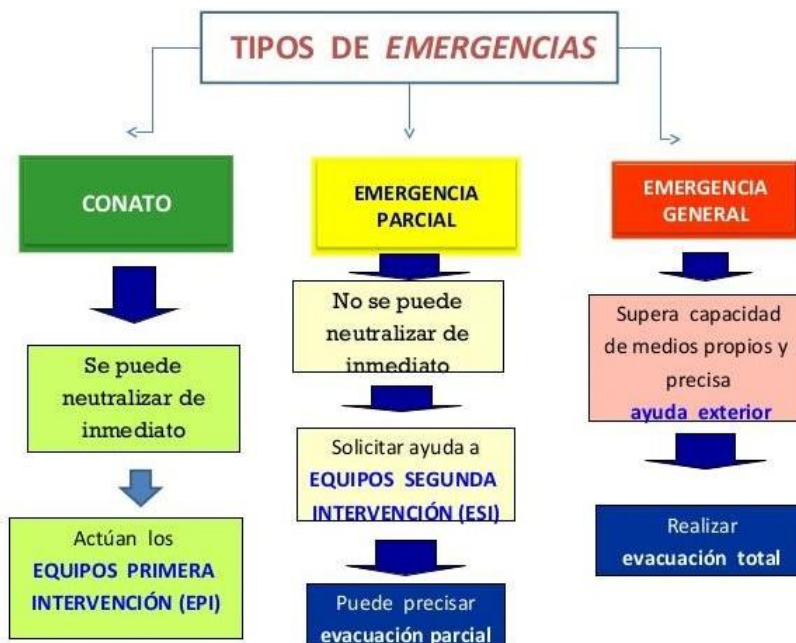 TIPOS DE EMERGENCIAS
CONATO
Se puede
neutralizar de
inmediato
Actúan los
EQUIPOS PRIMERA
INTERVENCIÓN (EPI)
EMERGENCIA
PARCIAL
No se puede
neutralizar de
inmediato
Solicitar ayuda a
EQUIPOS SEGUNDA
INTERVENCIÓN (ESI)
Puede precisar
evacuación parcial
EMERGENCIA
GENERAL
Supera capacidad
de medios propios y
precisa
ayuda exterior
Realizar
evacuación total